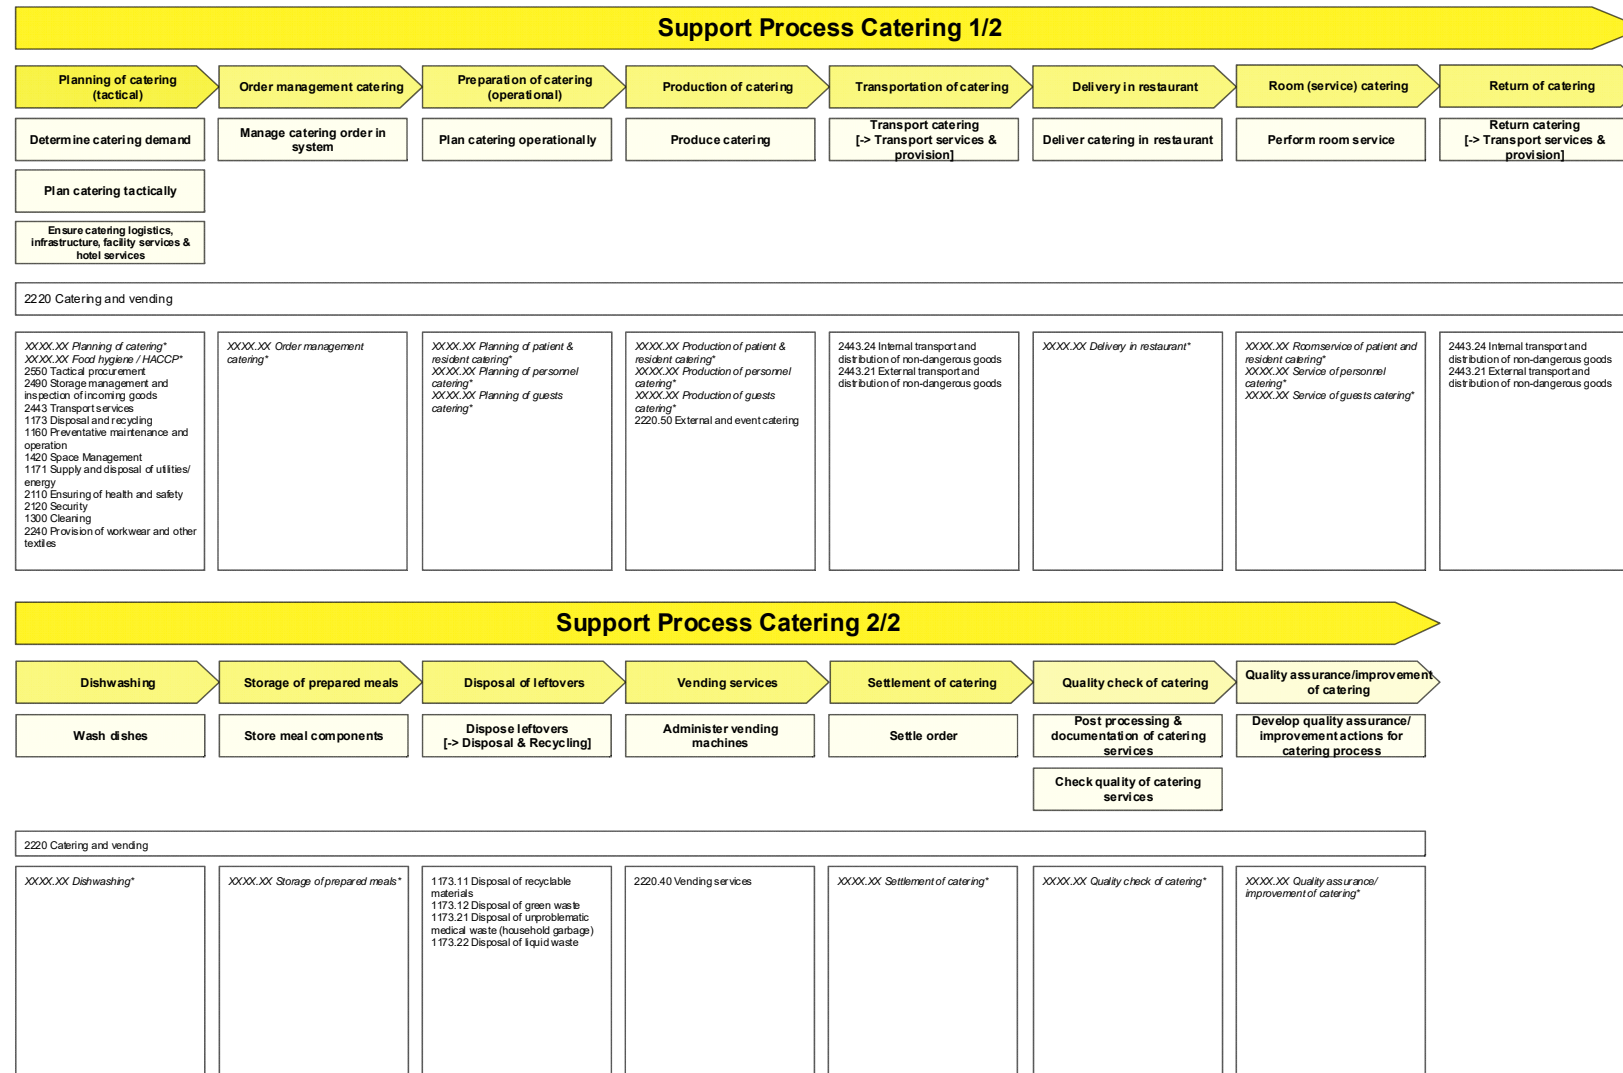 Support Process Catering 1/2
Planning of catering
(tactical)
Order management catering
Preparation of catering
(operational)
Production of catering
Transportation of catering
Delivery in restaurant
Room (service) catering
Return of catering
Determine catering demand
Manage catering order in
system
Plan catering operationally
Produce catering
Transport catering
[-> Transport services &
provision]
Deliver catering in restaurant
Perform room service
Return catering
[-> Transport services &
provision]
Plan catering tactically
Ensure catering logistics,
infrastructure, facility services &
hotel services
2220 Catering and vending
XXXX.XX Planning of catering*
XXXX.XX Food hygiene / HACCP*
2550 Tactical procurement
2490 Storage management and
inspection of incoming goods
2443 Transport services
1173 Disposal and recycling
1160 Preventative maintenance and
operation
1420 Space Management
1171 Supply and disposal of utilities/
energy
2110 Ensuring of health and safety
2120 Security
1300 Cleaning
2240 Provision of workwear and other
textiles
XXXX.XX Order management
catering*
XXXX.XX Planning of patient &
resident catering*
XXXX.XX Planning of personnel
catering*
XXXX.XX Planning of guests
catering*
XXXX.XX Production of patient &
resident catering*
XXXX.XX Production of personnel
catering*
XXXX.XX Production of guests
catering*
2220.50 External and event catering
2443.24 Internal transport and
distribution of non-dangerous goods
2443.21 External transport and
distribution of non-dangerous goods
XXXX.XX Delivery in restaurant*
XXXX.XX Roomservice of patient and
resident catering*
XXXX.XX Service of personnel
catering*
XXXX.XX Service of guests catering*
2443.24 Internal transport and
distribution of non-dangerous goods
2443.21 External transport and
distribution of non-dangerous goods
Support Process Catering 2/2
Dishwashing
Storage of prepared meals
Disposal of leftovers
Vending services
Settlement of catering
Quality check of catering
Quality assurance/improvement
of catering
Wash dishes
Store meal components
Dispose leftovers
[-> Disposal & Recycling]
Administer vending
machines
Settle order
Post processing &
documentation of catering
services
Develop quality assurance/
improvement actions for
catering process
Check quality of catering
services
2220 Catering and vending
XXXX.XX Dishwashing*
XXXX.XX Storage of prepared meals*
1173.11 Disposal of recyclable
materials
1173.12 Disposal of green waste
1173.21 Disposal of unproblematic
medical waste (household garbage)
1173.22 Disposal of liquid waste
2220.40 Vending services
XXXX.XX Settlement of catering*
XXXX.XX Quality check of catering*
XXXX.XX Quality assurance/
improvement of catering*